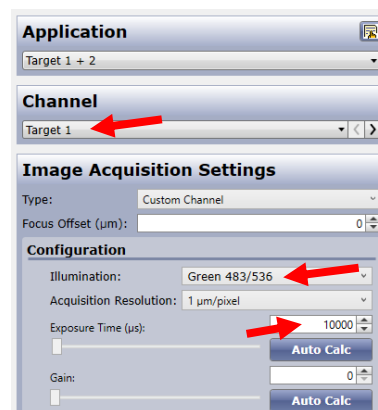 Application
Target 1 + 2
Channel
Target 1
Image Acquisition Settings
Type: Custom Channel
Focus Offset (µm): 0
Configuration
Illumination: Green 483/536
Acquisition Resolution: 1 µm/pixel
Exposure Time (µs): 10000
Auto Calc
Gain: 0
Auto Calc